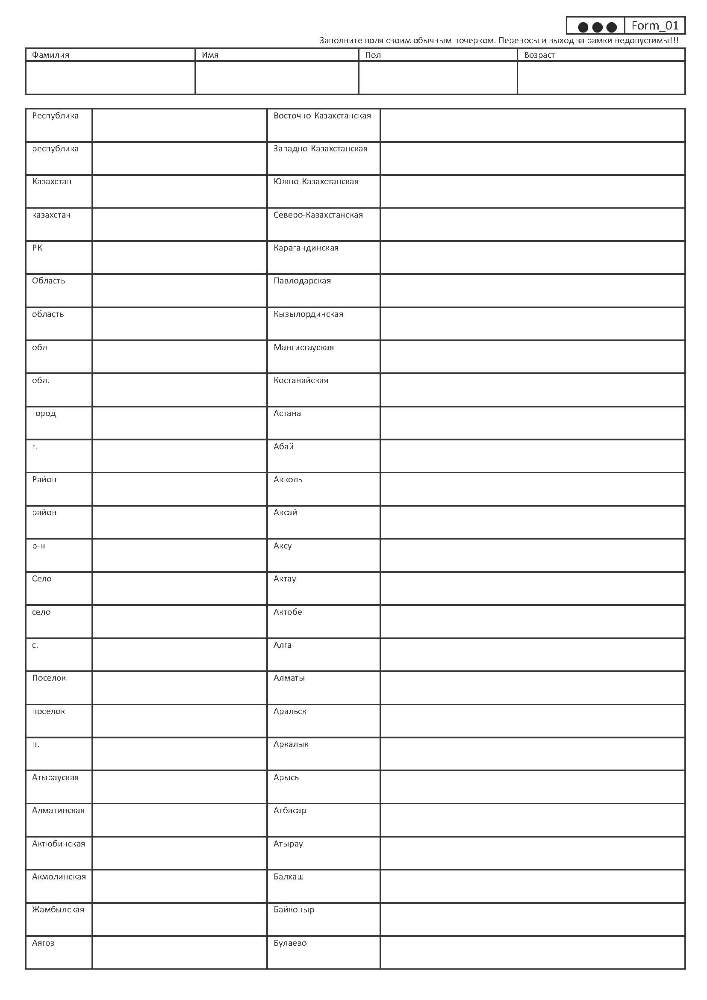 Form_01
Заполните поля своим обычным почерком. Переносы и выход за рамки недопустимы!!!
Фамилия Имя Пол Возраст
Республика Восточно-Казахстанская
республика Западно-Казахстанская
Казахстан Южно-Казахстанская
казахстан Северо-Казахстанская
РК Карагандинская
Область Павлодарская
область Кызылординская
обл Мангистауская
обл. Костанайская
город Астана
г. Абай
Район Акколь
район Аксай
р-н Аксу
Село Актау
село Актобе
с. Алга
Поселок Алматы
поселок Аральск
п. Аркалык
Атырауская Арысь
Алматинская Атбасар
Актюбинская Атырау
Акмолинская Балхаш
Жамбылская Байконыр
Аягоз Булаево